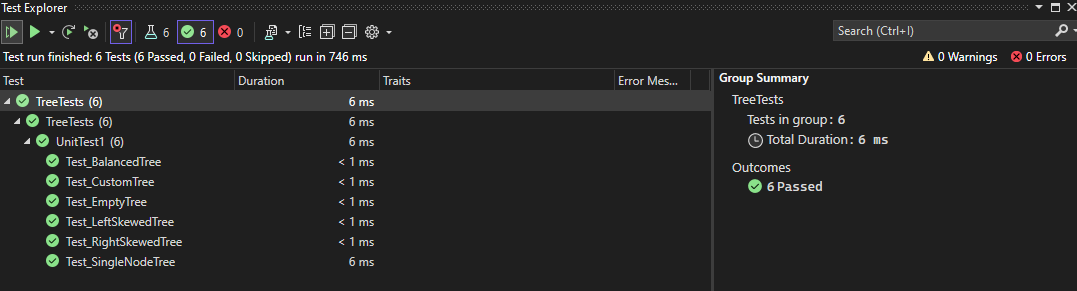 Test Explorer
6 6 0 Search (Ctrl+I)
Test run finished: 6 Tests (6 Passed, 0 Failed, 0 Skipped) run in 746 ms 0 Warnings 0 Errors
Test Duration Traits Error Mes...
TreeTests (6) 6 ms
TreeTests (6) 6 ms
UnitTest1 (6) 6 ms
Test_BalancedTree < 1 ms
Test_CustomTree < 1 ms
Test_EmptyTree < 1 ms
Test_LeftSkewedTree < 1 ms
Test_RightSkewedTree < 1 ms
Test_SingleNodeTree 6 ms
Group Summary
TreeTests
Tests in group: 6
Total Duration: 6 ms
Outcomes
6 Passed